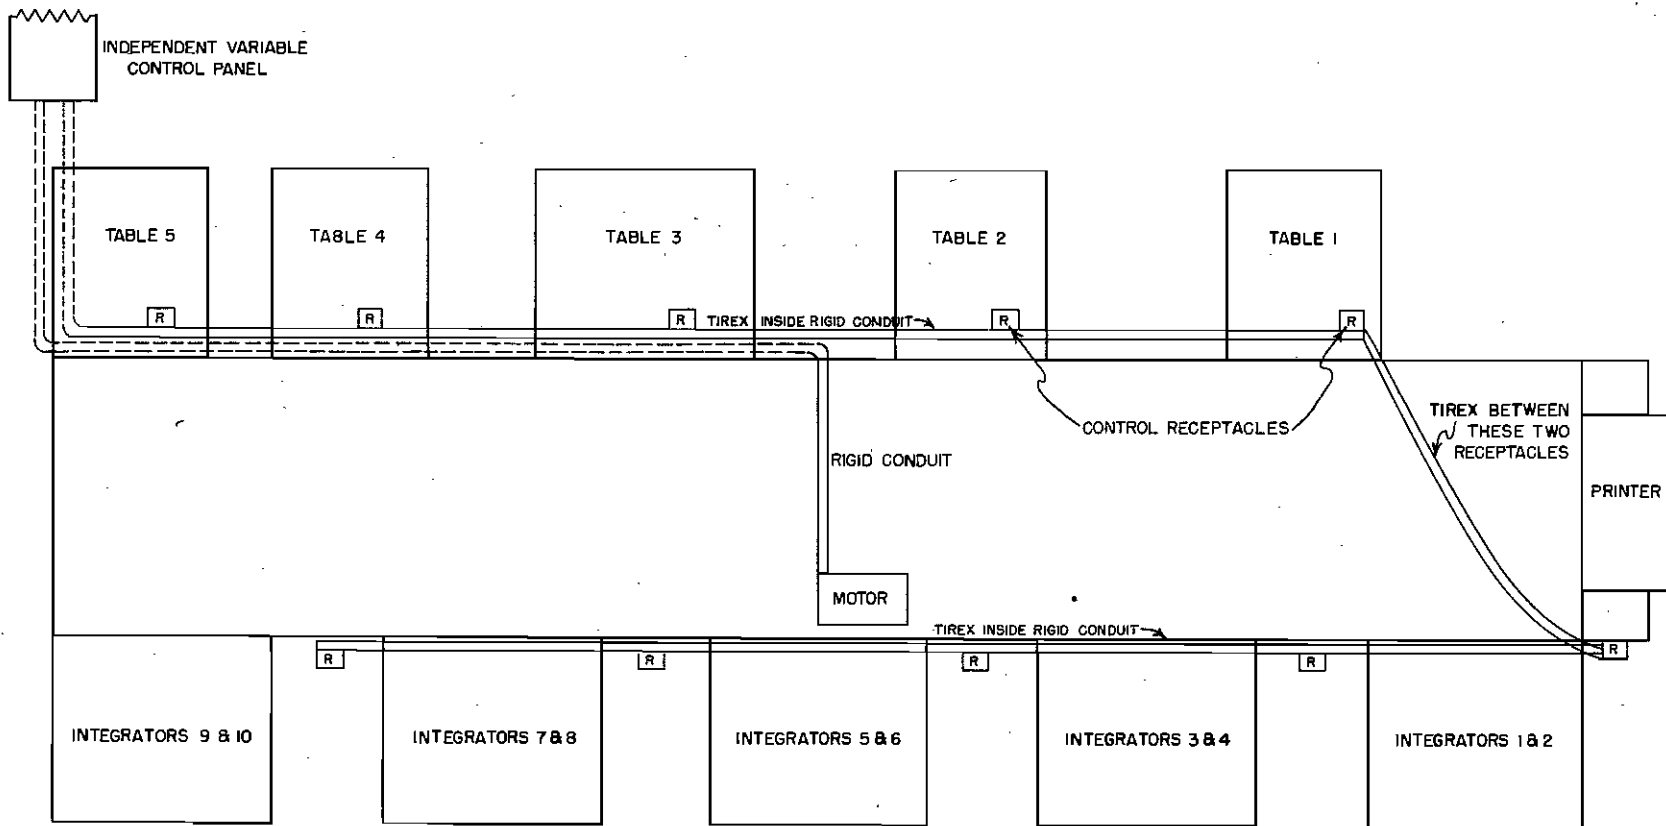 INDEPENDENT VARIABLE
CONTROL PANEL
TABLE 5
TABLE 4
TABLE 3
TABLE 2
TABLE 1
R
R
R
TIREX INSIDE RIGID CONDUIT
R
R
CONTROL RECEPTACLES
TIREX BETWEEN
THESE TWO
RECEPTACLES
RIGID CONDUIT
PRINTER
MOTOR
TIREX INSIDE RIGID CONDUIT
R
R
R
R
R
INTEGRATORS 9 & 10
INTEGRATORS 7 & 8
INTEGRATORS 5 & 6
INTEGRATORS 3 & 4
INTEGRATORS 1 & 2